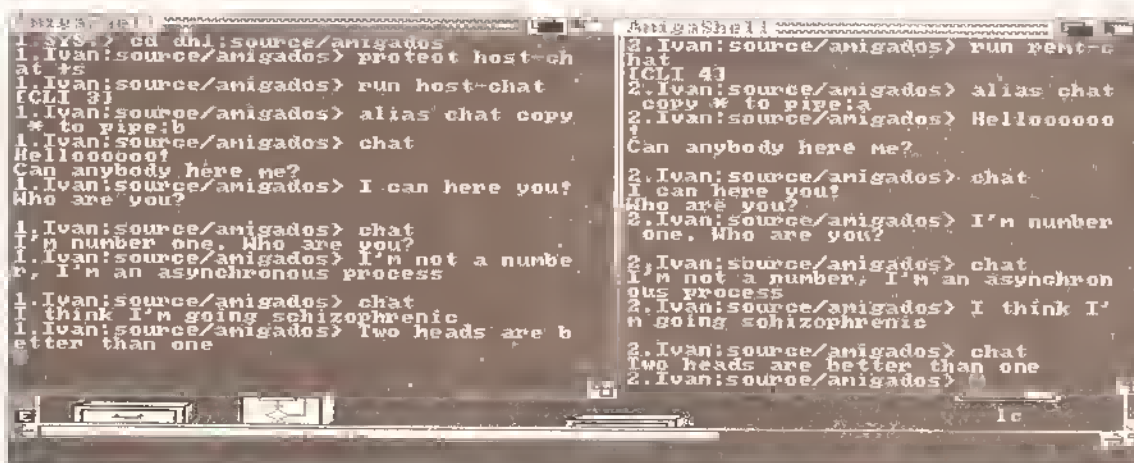 AmigaShell
1.SYS:> cd dh1:source/amigados
1.Ivan:source/amigados> protect host-ch
at +s
1.Ivan:source/amigados> run host-chat
[CLI 3]
1.Ivan:source/amigados> alias chat copy
* to pipe:b
1.Ivan:source/amigados> chat
Helloooooo!
Can anybody here me?
1.Ivan:source/amigados> I can here you!
Who are you?
1.Ivan:source/amigados> chat
I'm number one. Who are you?
1.Ivan:source/amigados> I'm not a numbe
r, I'm an asynchronous process
1.Ivan:source/amigados> chat
I think I'm going schizophrenic
1.Ivan:source/amigados> Two heads are b
etter than one
AmigaShell
2.Ivan:source/amigados> run remt-c
hat
[CLI 4]
2.Ivan:source/amigados> alias chat
copy * to pipe:a
2.Ivan:source/amigados> Helloooooo
!
Can anybody here me?
2.Ivan:source/amigados> chat
I can here you!
Who are you?
2.Ivan:source/amigados> I'm number
one. Who are you?
2.Ivan:source/amigados> chat
I'm not a number, I'm an asynchron
ous process
2.Ivan:source/amigados> I think I'
m going schizophrenic
2.Ivan:source/amigados> chat
Two heads are better than one
2.Ivan:source/amigados>